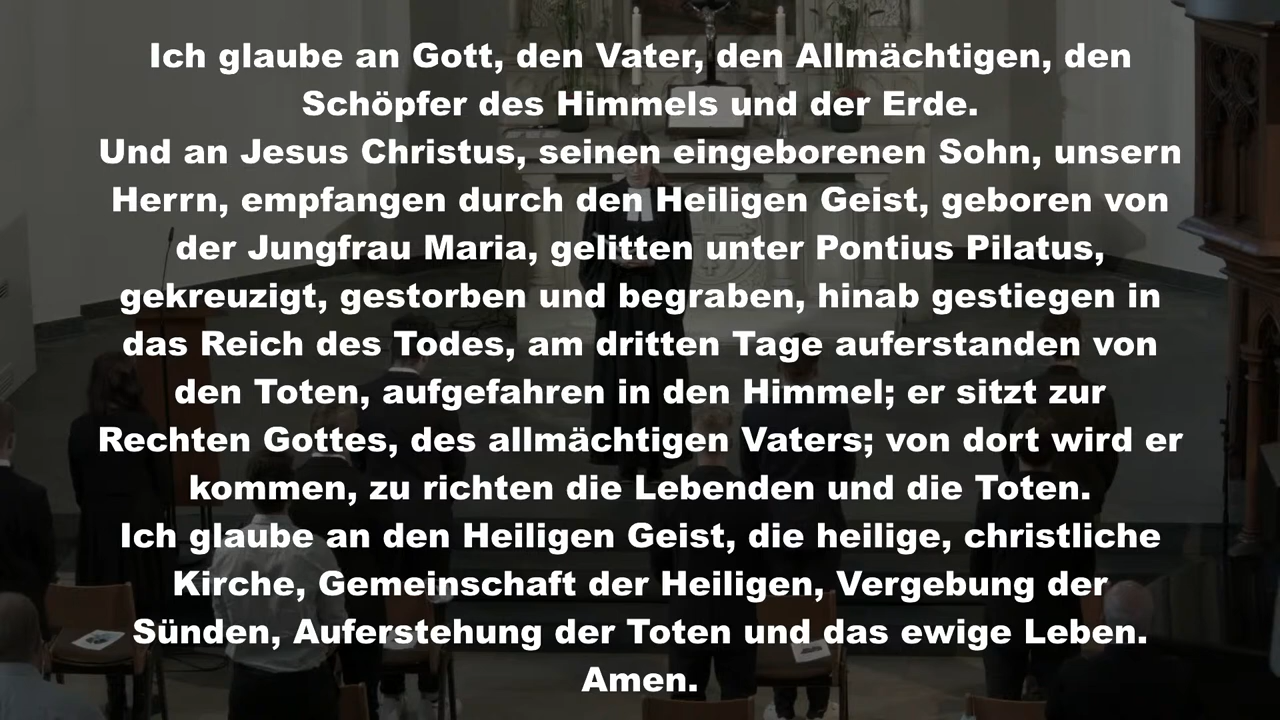 Ich glaube an Gott, den Vater, den Allmächtigen, den
Schöpfer des Himmels und der Erde.
Und an Jesus Christus, seinen eingeborenen Sohn, unsern
Herrn, empfangen durch den Heiligen Geist, geboren von
der Jungfrau Maria, gelitten unter Pontius Pilatus,
gekreuzigt, gestorben und begraben, hinab gestiegen in
das Reich des Todes, am dritten Tage auferstanden von
den Toten, aufgefahren in den Himmel; er sitzt zur
Rechten Gottes, des allmächtigen Vaters; von dort wird er
kommen, zu richten die Lebenden und die Toten.
Ich glaube an den Heiligen Geist, die heilige, christliche
Kirche, Gemeinschaft der Heiligen, Vergebung der
Sünden, Auferstehung der Toten und das ewige Leben.
Amen.